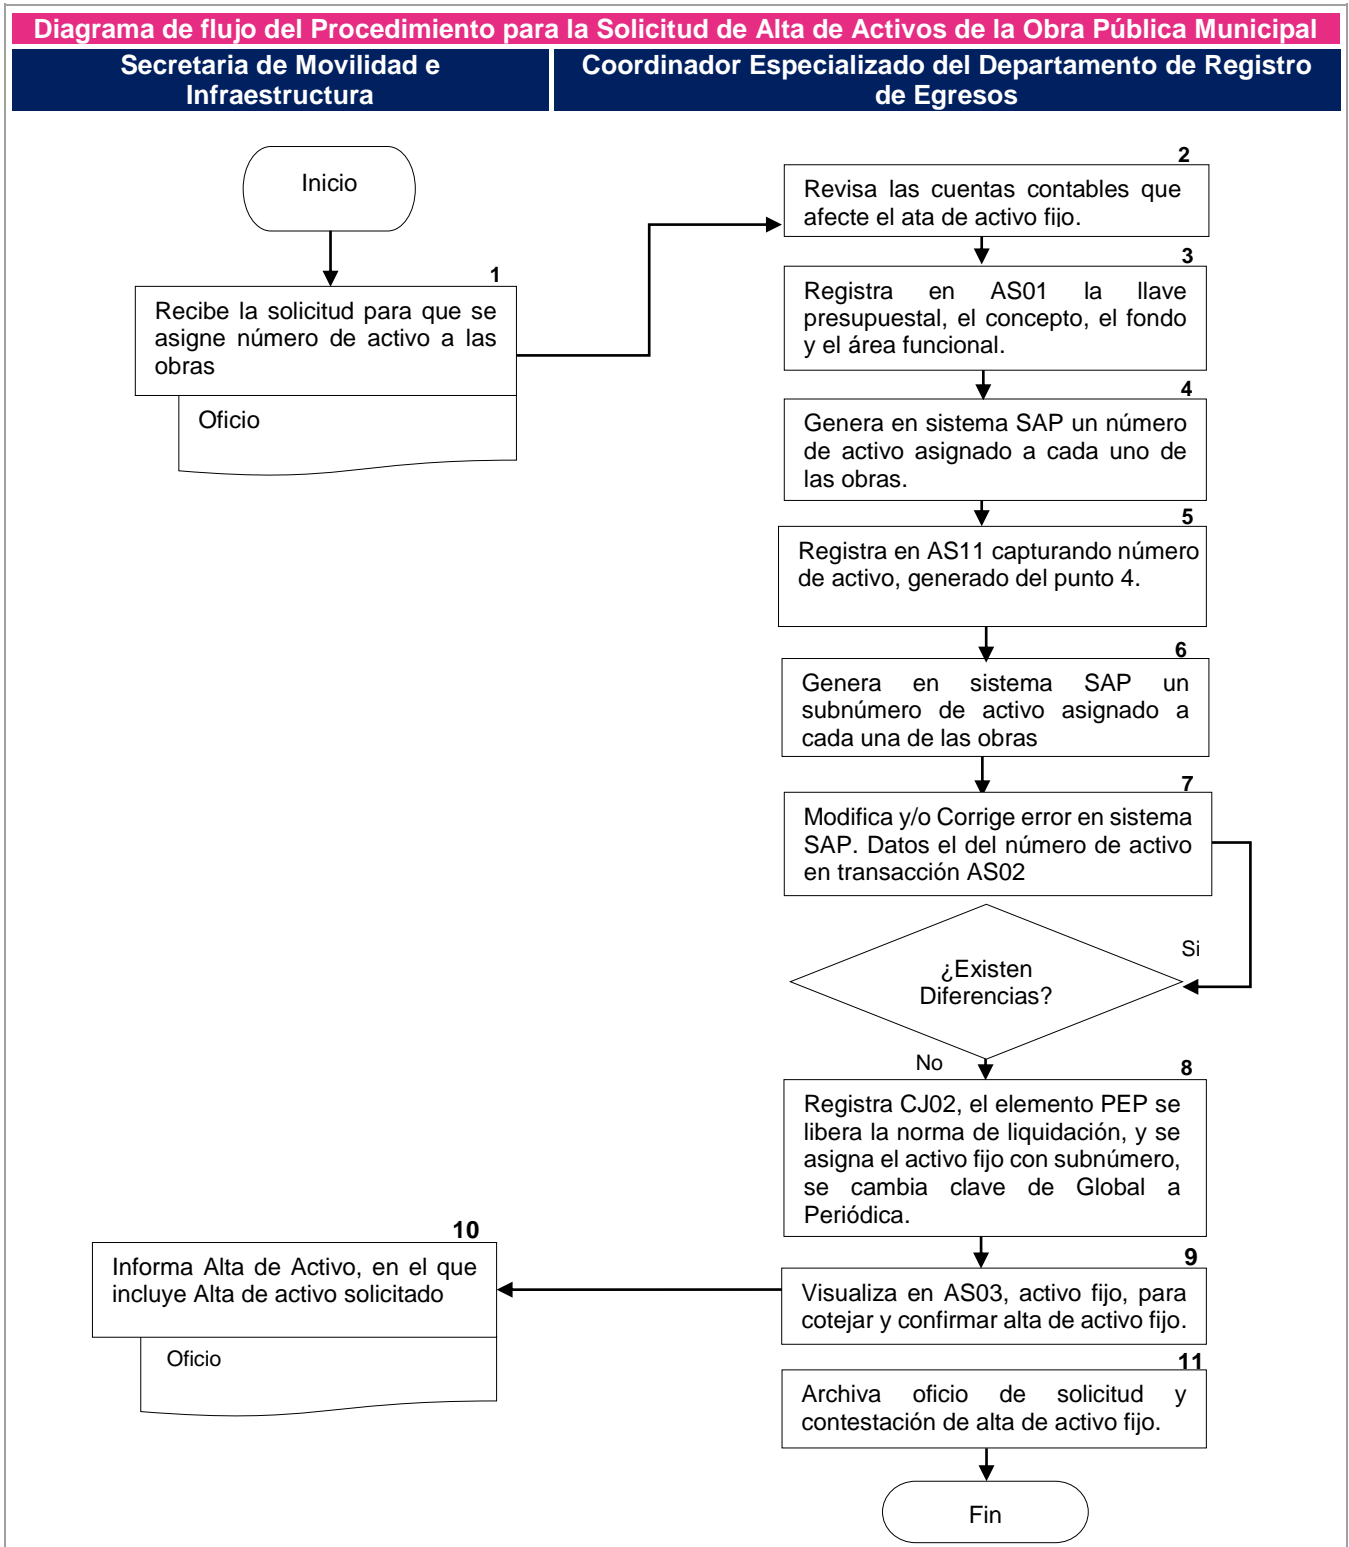 Diagrama de flujo del Procedimiento para la Solicitud de Alta de Activos de la Obra Pública Municipal
Secretaria de Movilidad e
Infraestructura
Coordinador Especializado del Departamento de Registro
de Egresos
Inicio
1
Recibe la solicitud para que se
asigne número de activo a las
obras
Oficio
2
Revisa las cuentas contables que
afecte el ata de activo fijo.
3
Registra en AS01 la llave
presupuestal, el concepto, el fondo
y el área funcional.
4
Genera en sistema SAP un número
de activo asignado a cada uno de
las obras.
5
Registra en AS11 capturando número
de activo, generado del punto 4.
6
Genera en sistema SAP un
subnúmero de activo asignado a
cada una de las obras
7
Modifica y/o Corrige error en sistema
SAP. Datos el del número de activo
en transacción AS02
¿Existen
Diferencias?
Si
No
8
Registra CJ02, el elemento PEP se
libera la norma de liquidación, y se
asigna el activo fijo con subnúmero,
se cambia clave de Global a
Periódica.
9
Visualiza en AS03, activo fijo, para
cotejar y confirmar alta de activo fijo.
10
Informa Alta de Activo, en el que
incluye Alta de activo solicitado
Oficio
11
Archiva oficio de solicitud y
contestación de alta de activo fijo.
Fin